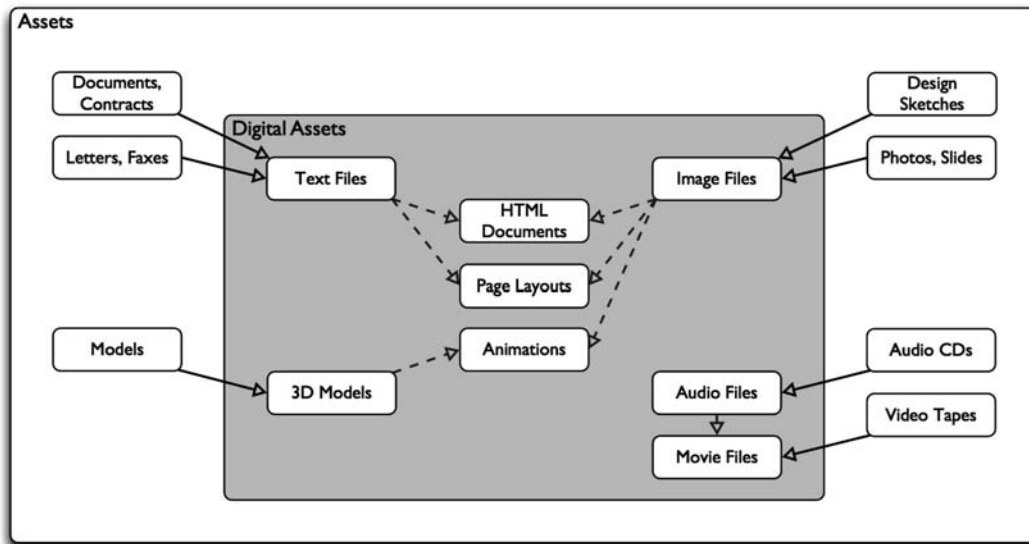 Assets
Documents,
Contracts
Design
Sketches
Digital Assets
Letters, Faxes
Photos, Slides
Text Files
Image Files
HTML
Documents
Page Layouts
Models
Animations
Audio CDs
3D Models
Audio Files
Video Tapes
Movie Files